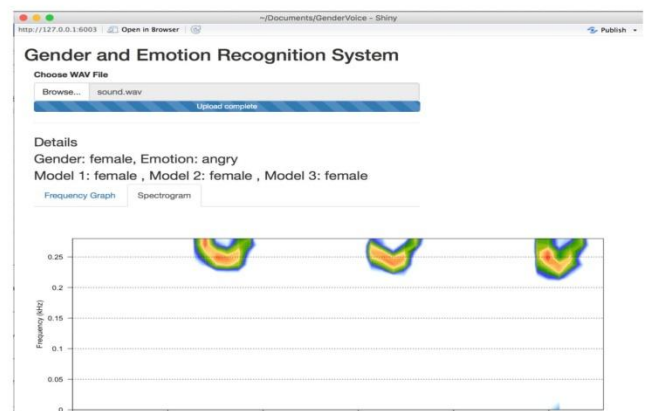 ~/Documents/GenderVoice - Shiny
http://127.0.0.1:6003 Open in Browser Publish
Gender and Emotion Recognition System
Choose WAV File
Browse... sound.wav
Upload complete
Details
Gender: female, Emotion: angry
Model 1: female , Model 2: female , Model 3: female
Frequency Graph Spectrogram
0.25
0.2
0.15
0.1
0.05
0
Frequency (kHz)